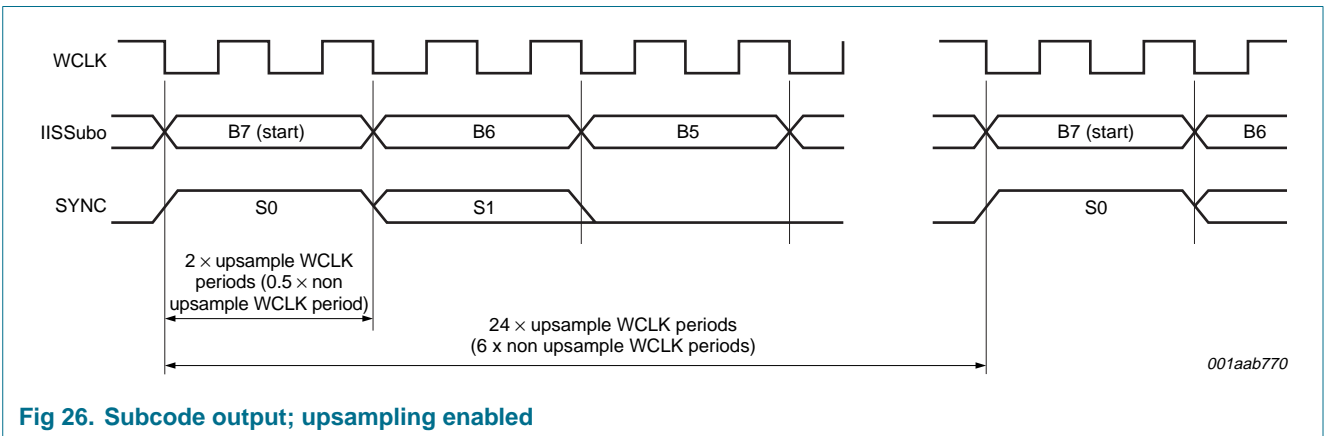 WCLK
IISSubo
B7 (start)
B6
B5
B7 (start)
B6
SYNC
S0
S1
S0
2 × upsample WCLK
periods (0.5 × non
upsample WCLK period)
24 × upsample WCLK periods
(6 x non upsample WCLK periods)
001aab770
Fig 26. Subcode output; upsampling enabled